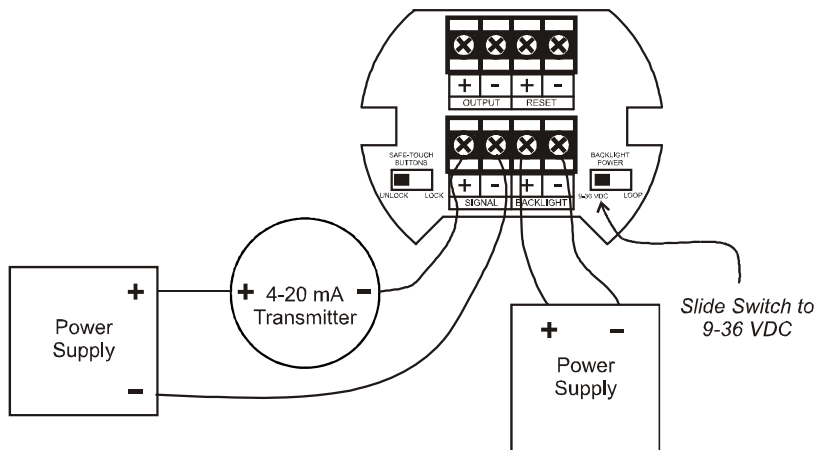 + - + -
OUTPUT RESET
SAFE-TOUCH
BUTTONS
BACKLIGHT
POWER
UNLOCK LOCK
+ - + -
SIGNAL BACKLIGHT
9-36 VDC LOOP
+
Power
Supply
-
+ 4-20 mA -
Transmitter
+ -
Power
Supply
Slide Switch to
9-36 VDC